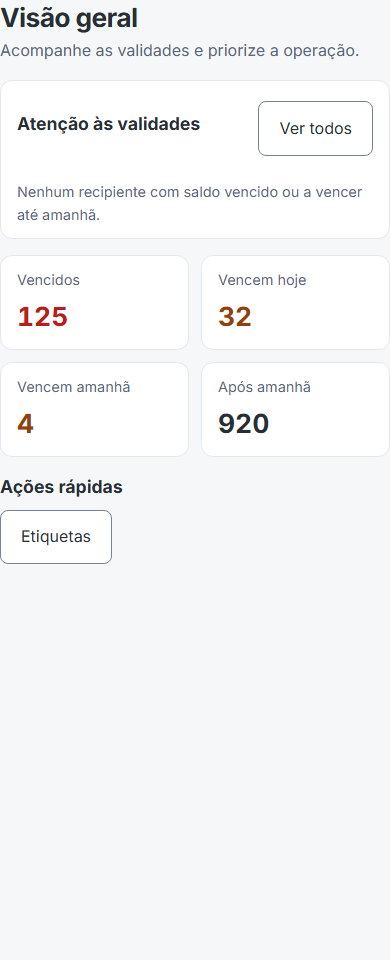 Visão geral
Acompanhe as validades e priorize a operação.
Atenção às validades
Ver todos
Nenhum recipiente com saldo vencido ou a vencer
até amanhã.
Vencidos
125
Vencem hoje
32
Vencem amanhã
4
Após amanhã
920
Ações rápidas
Etiquetas